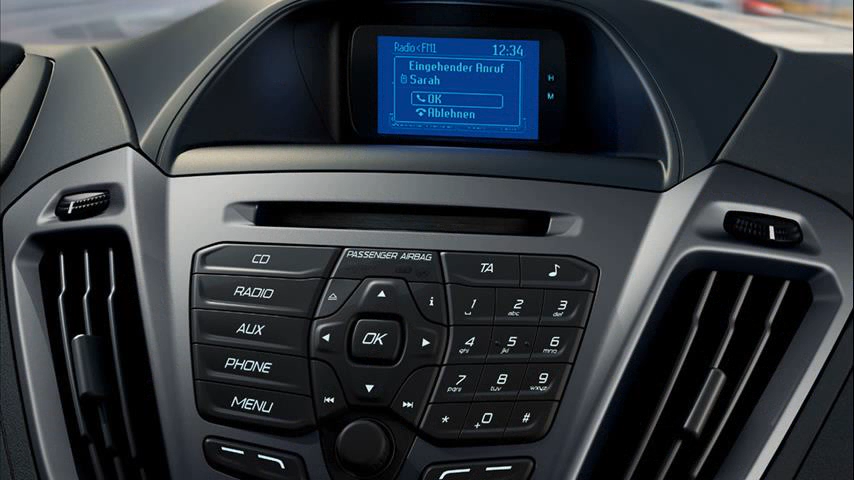 Radio<FM1 12:34
Eingehender Anruf
Sarah
OK
Ablehnen
H
M
CD
PASSENGER AIRBAG
TA
RADIO
i
1
2 abc
3 def
AUX
OK
4 ghi
5 jkl
6 mno
PHONE
7 pqrs
8 tuv
9 wxyz
MENU
*
+0
#